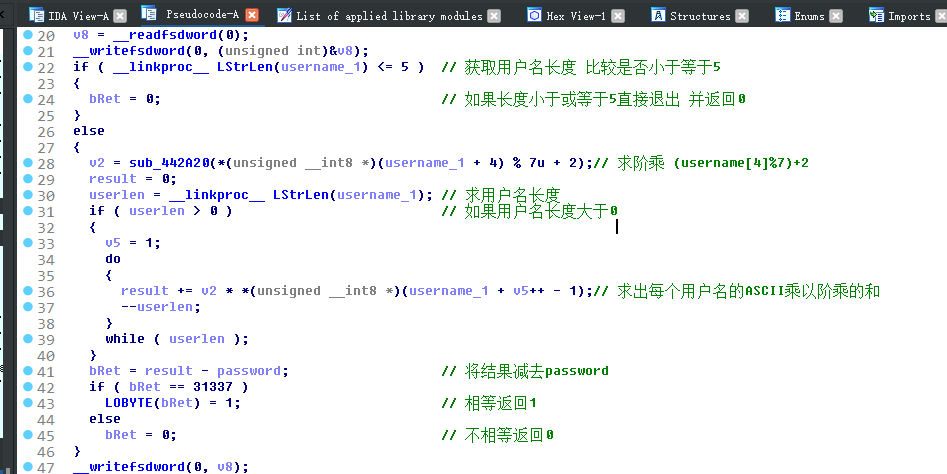 IDA View-A Pseudocode-A List of applied library modules Hex View-1 Structures Enums Imports
20 v8 = __readfsdword(0);
21 __writefsdword(0, (unsigned int)&v8);
22 if ( __linkproc__ LStrLen(username_1) <= 5 ) // 获取用户名长度 比较是否小于等于5
23 {
24 bRet = 0; // 如果长度小于或等于5直接退出 并返回0
25 }
26 else
27 {
28 v2 = sub_442A20(*(unsigned __int8 *)(username_1 + 4) % 7u + 2);// 求阶乘 (username[4]%7)+2
29 result = 0;
30 userlen = __linkproc__ LStrLen(username_1); // 求用户名长度
31 if ( userlen > 0 ) // 如果用户名长度大于0
32 {
33 v5 = 1;
34 do
35 {
36 result += v2 * *(unsigned __int8 *)(username_1 + v5++ - 1);// 求出每个用户名的ASCII乘以阶乘的和
37 --userlen;
38 }
39 while ( userlen );
40 }
41 bRet = result - password; // 将结果减去password
42 if ( bRet == 31337 )
43 LOBYTE(bRet) = 1; // 相等返回1
44 else
45 bRet = 0; // 不相等返回0
46 }
47 __writefsdword(0, v8);